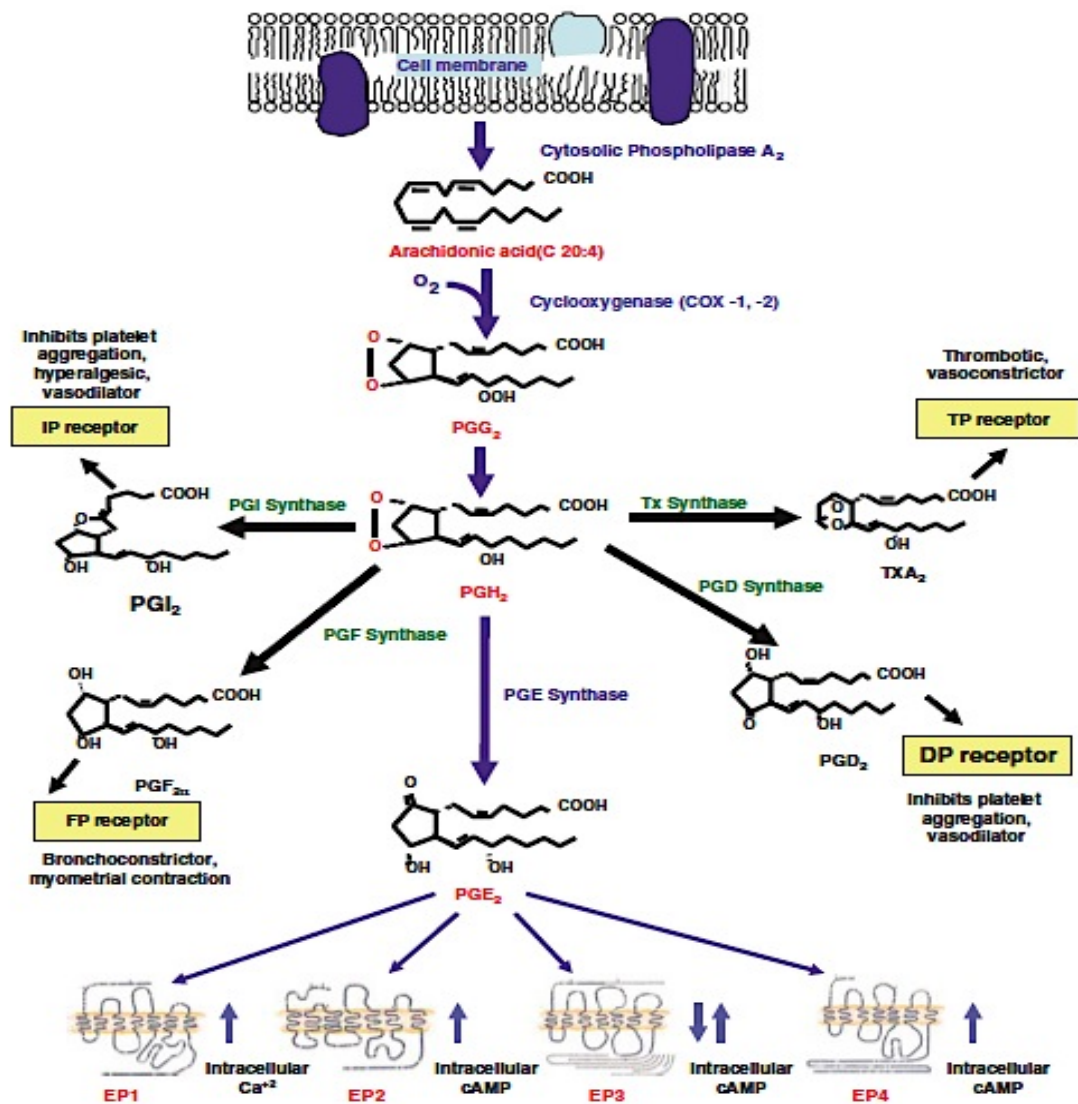 Cell membrane
Cytosolic Phospholipase A₂
COOH
Arachidonic acid(C 20:4)
O₂
Cyclooxygenase (COX -1, -2)
O
COOH
O
OOH
PGG₂
Inhibits platelet
aggregation,
hyperalgesic,
vasodilator
IP receptor
Thrombotic,
vasoconstrictor
TP receptor
COOH
O
OH
OH
PGI₂
PGI Synthase
O
COOH
O
OH
PGH₂
Tx Synthase
COOH
O
O
OH
TXA₂
PGF Synthase
PGD Synthase
PGE Synthase
OH
COOH
OH
OH
PGF₂α
FP receptor
Bronchoconstrictor,
myometrial contraction
OH
COOH
O
OH
PGD₂
DP receptor
Inhibits platelet
aggregation,
vasodilator
O
COOH
OH
OH
PGE₂
Intracellular
Ca⁺²
EP1
Intracellular
cAMP
EP2
Intracellular
cAMP
EP3
Intracellular
cAMP
EP4